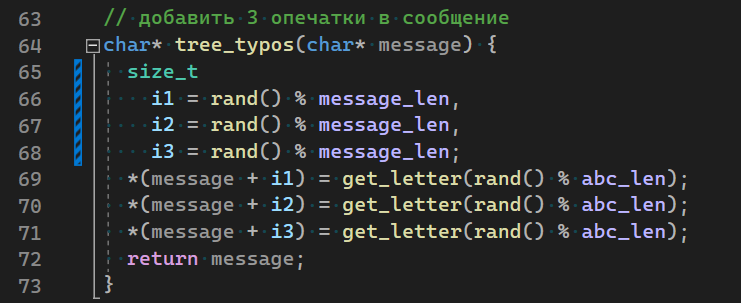 63 // добавить 3 опечатки в сообщение
64 char* tree_typos(char* message) {
65 size_t
66 i1 = rand() % message_len,
67 i2 = rand() % message_len,
68 i3 = rand() % message_len;
69 *(message + i1) = get_letter(rand() % abc_len);
70 *(message + i2) = get_letter(rand() % abc_len);
71 *(message + i3) = get_letter(rand() % abc_len);
72 return message;
73 }